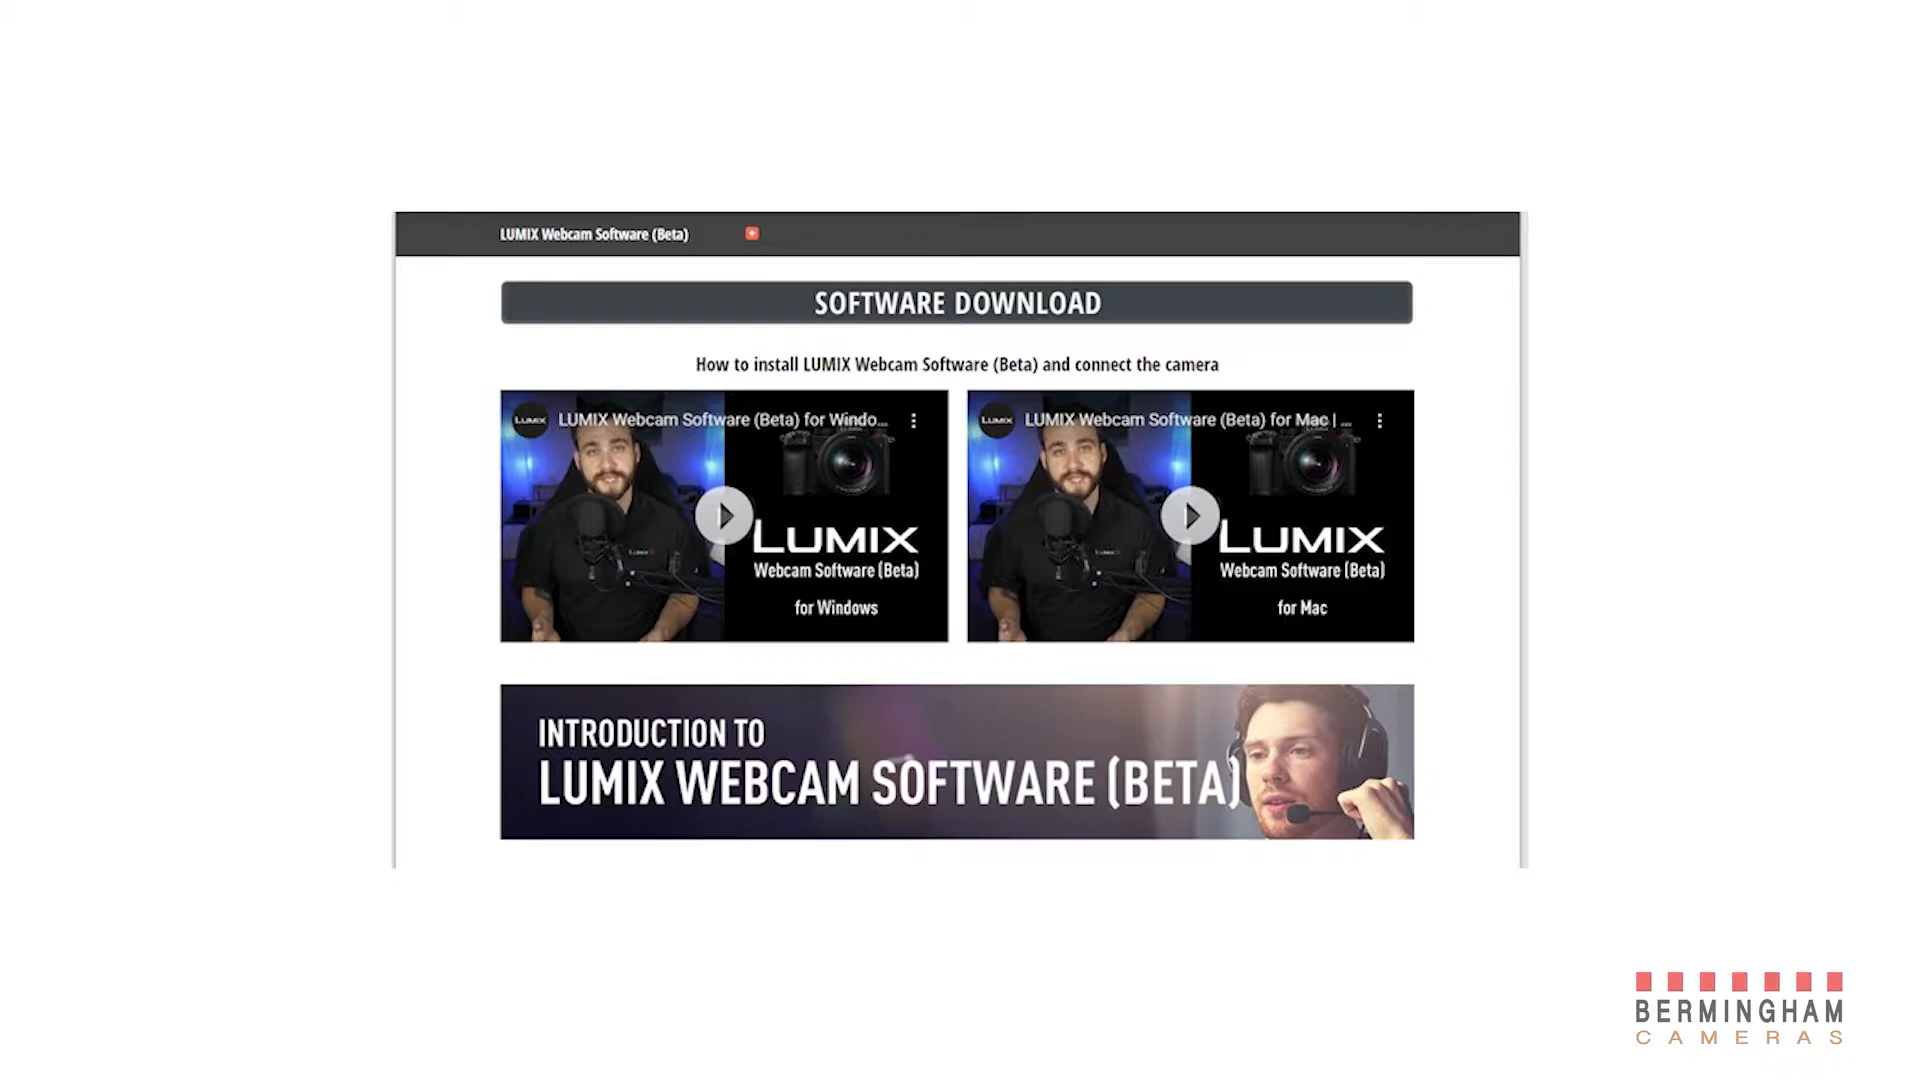 LUMIX Webcam Software (Beta)
SOFTWARE DOWNLOAD
How to install LUMIX Webcam Software (Beta) and connect the camera
LUMIX
LUMIX Webcam Software (Beta) for Windo...
LUMIX
Webcam Software (Beta)
for Windows
LUMIX
LUMIX Webcam Software (Beta) for Mac | ...
LUMIX
Webcam Software (Beta)
for Mac
INTRODUCTION TO
LUMIX WEBCAM SOFTWARE (BETA)
BERMINGHAM
CAMERAS